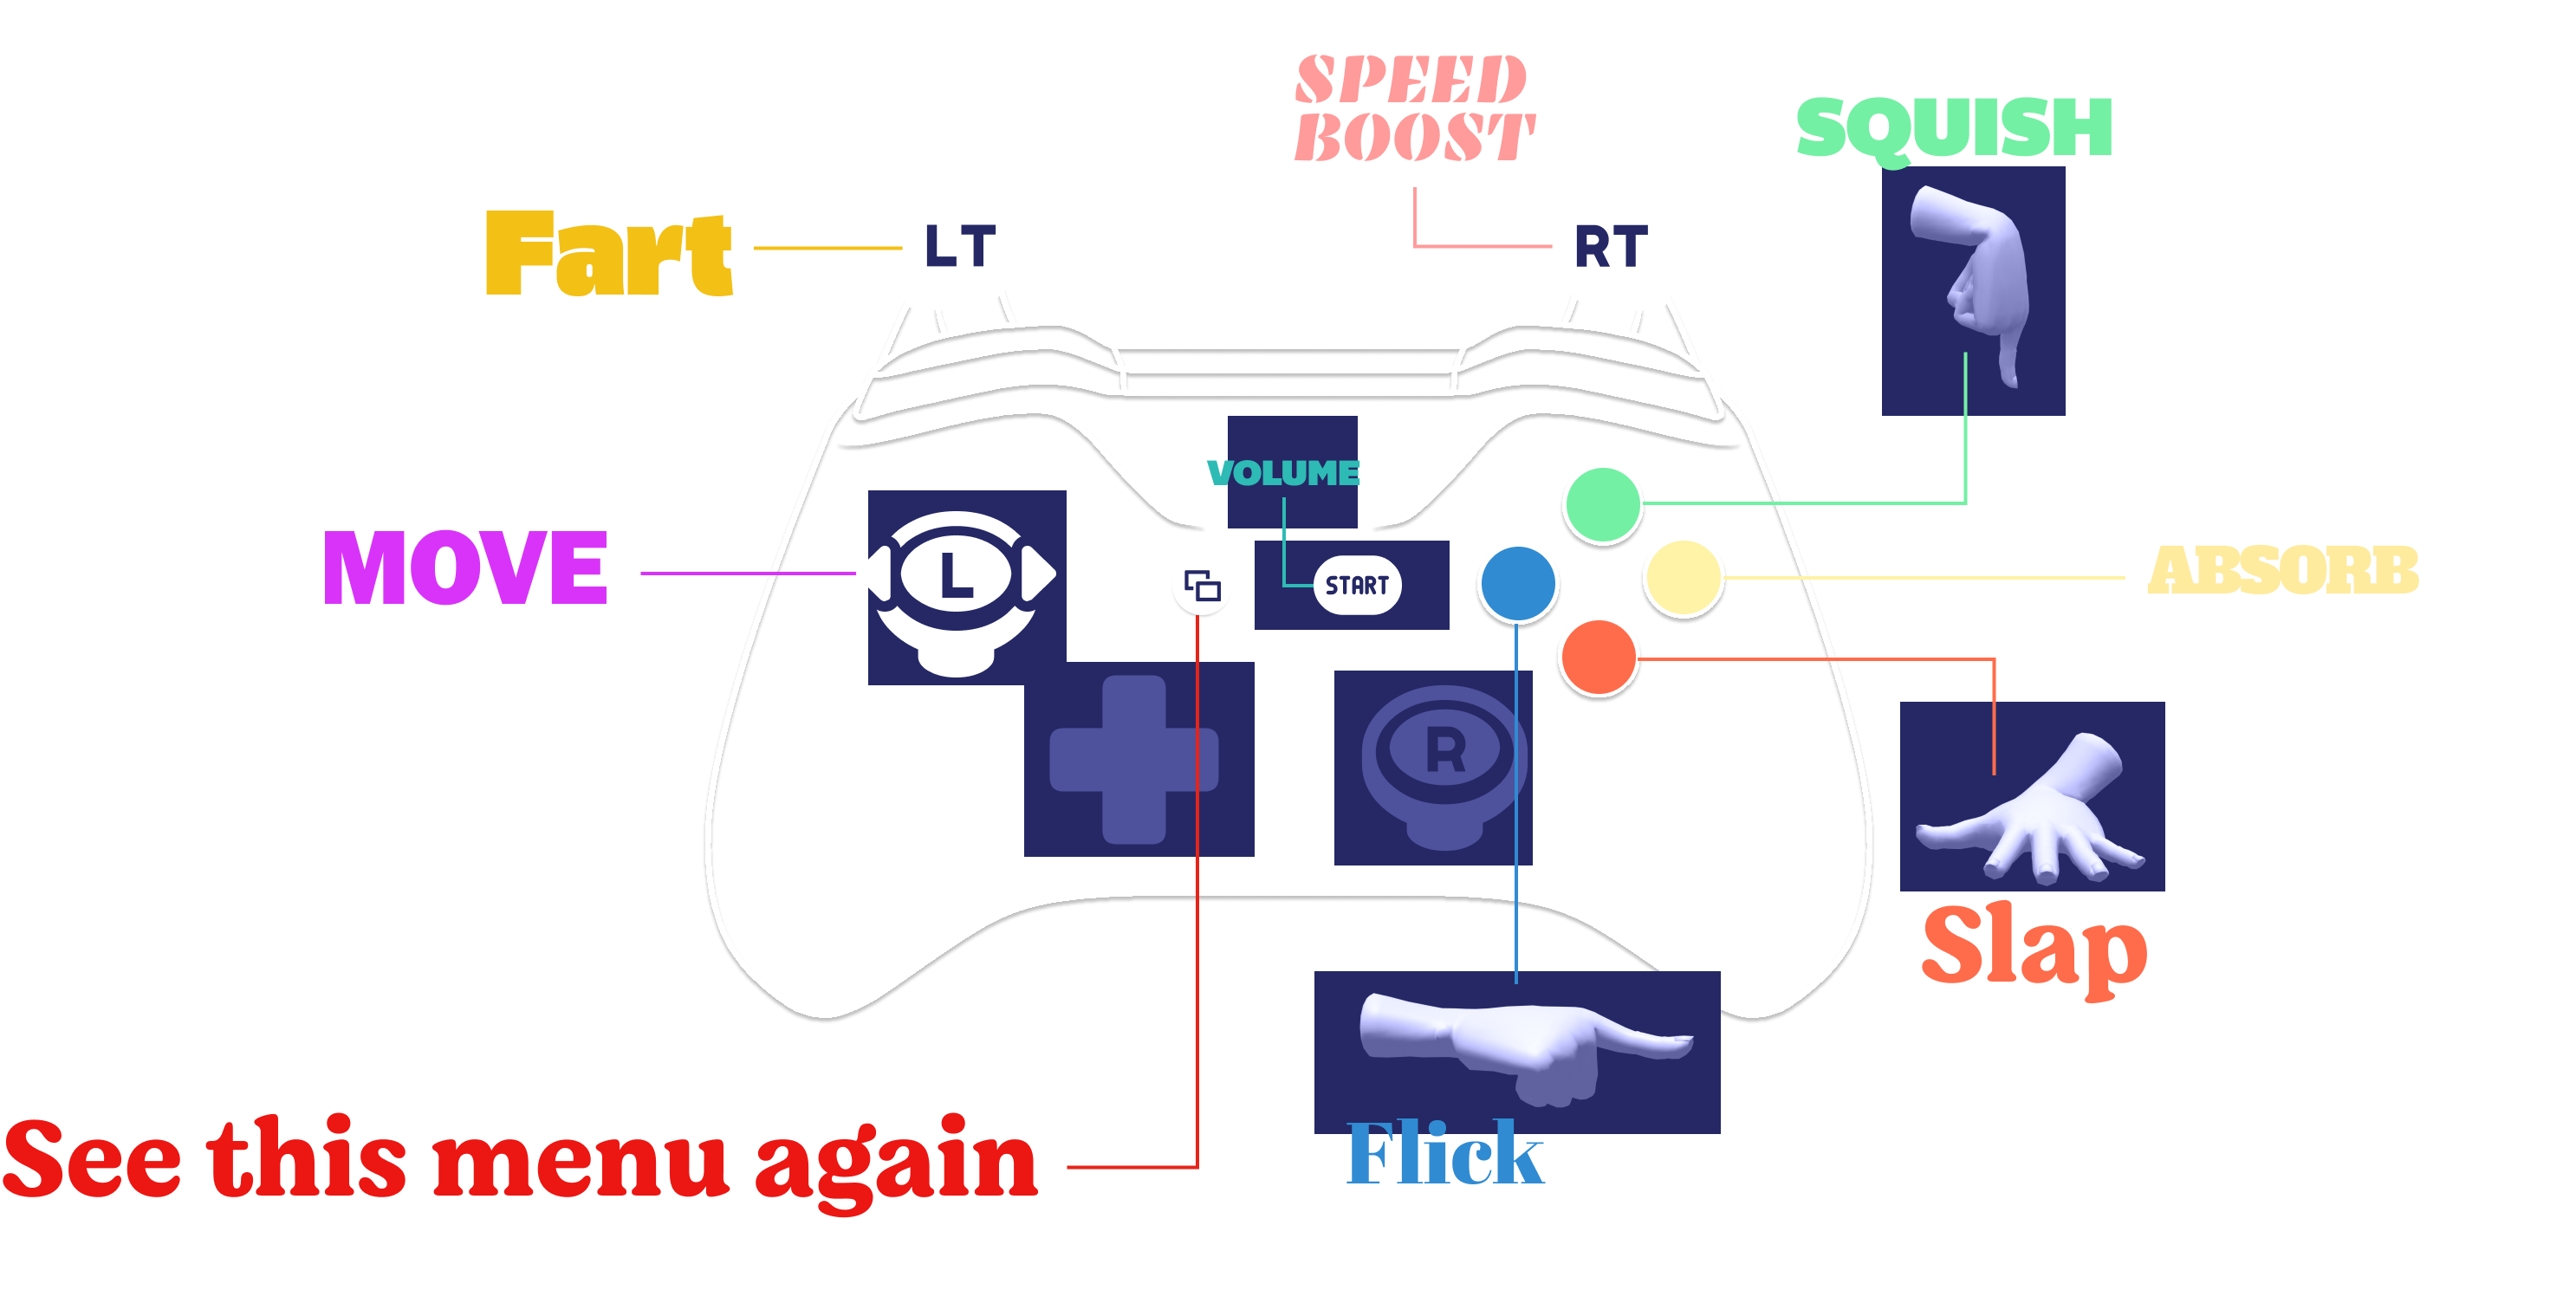 SPEED
BOOST
SQUISH
Fart
LT
RT
VOLUME
MOVE
L
START
ABSORB
R
Slap
Flick
See this menu again